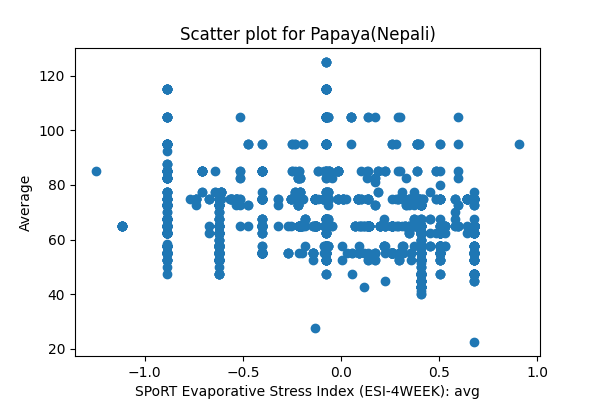 Scatter plot for Papaya(Nepali)
120
100
80
60
40
20
Average
−1.0 −0.5 0.0 0.5 1.0
SPoRT Evaporative Stress Index (ESI-4WEEK): avg